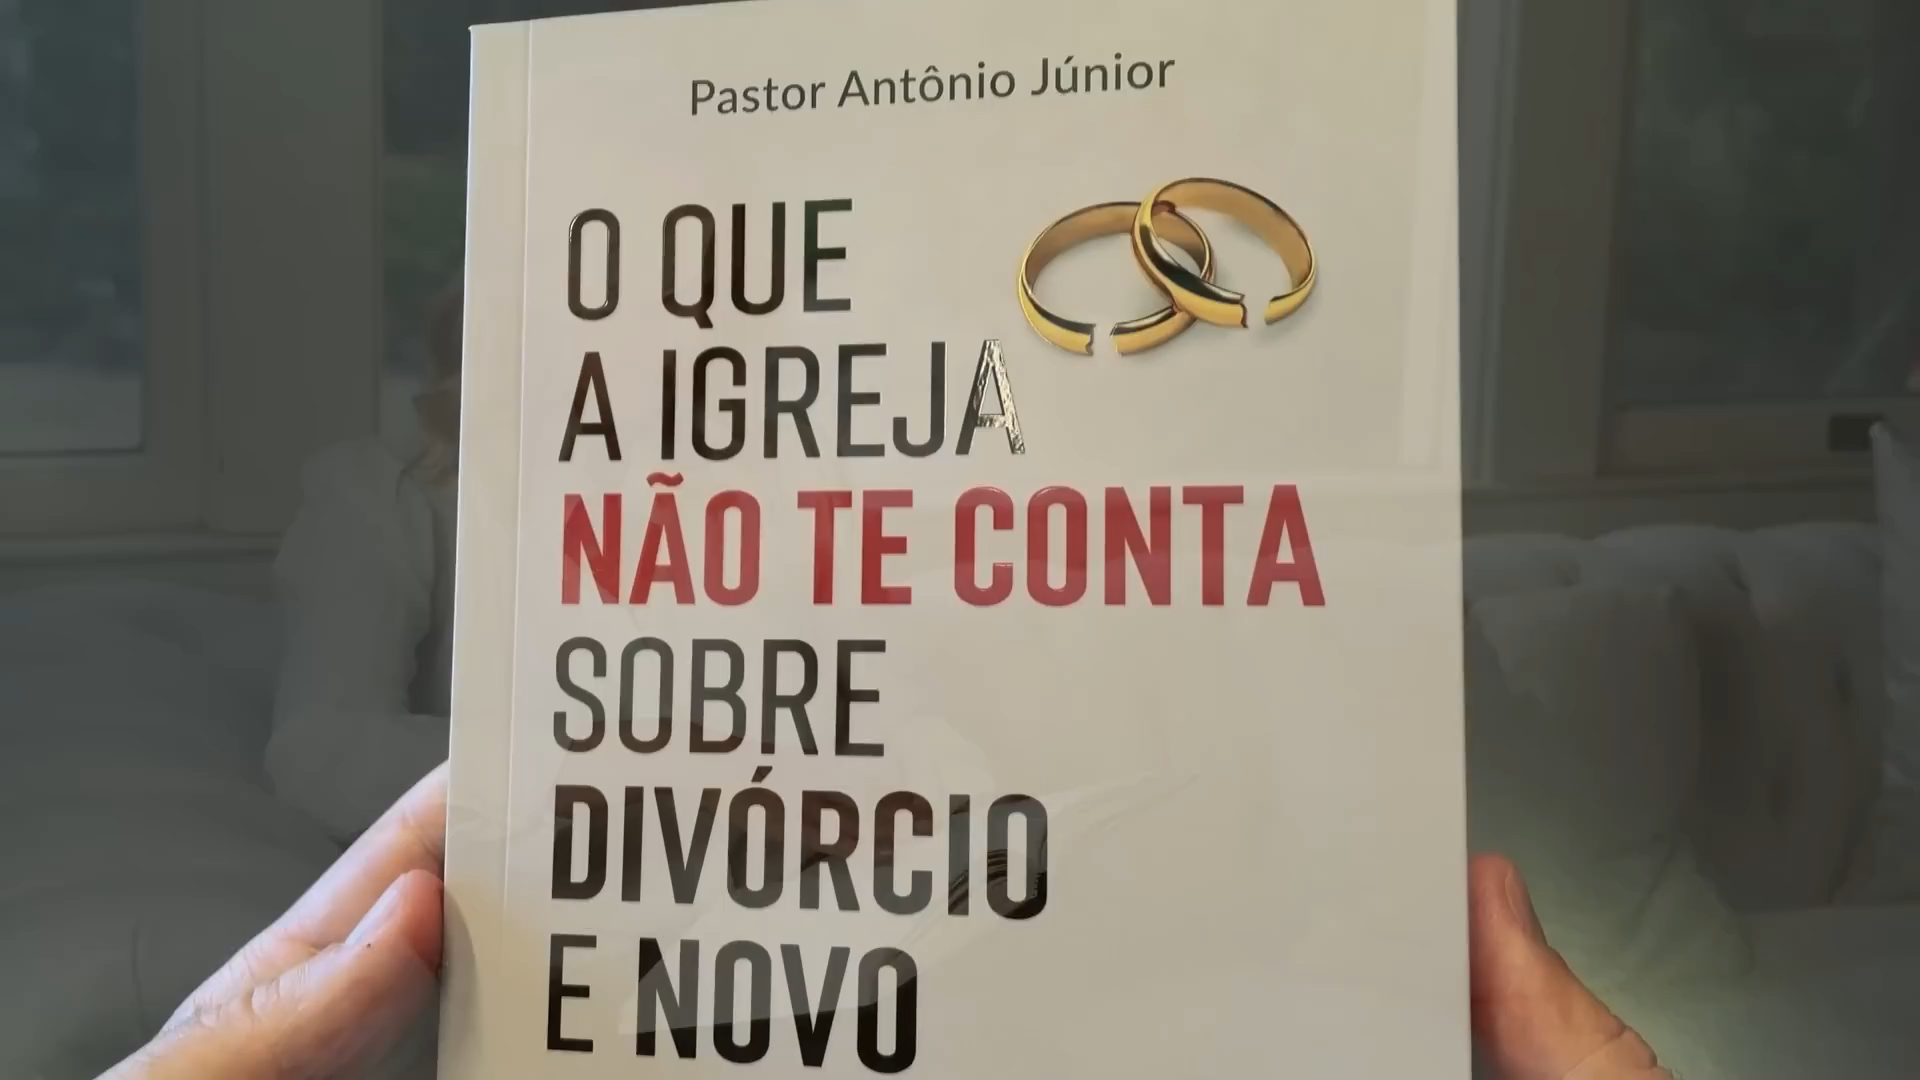 Pastor Antônio Júnior
O QUE
A IGREJA
NÃO TE CONTA
SOBRE
DIVÓRCIO
E NOVO